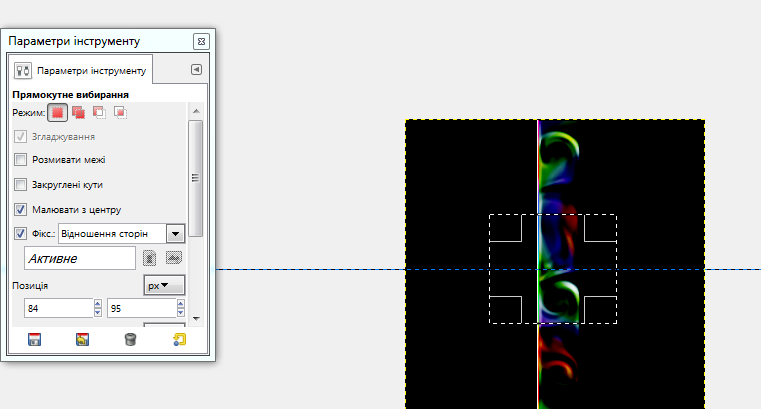 Параметри інструменту
Параметри інструменту
Прямокутне вибирання
Режим:
Згладжування
Розмивати межі
Закруглені кути
Малювати з центру
Фікс.: Відношення сторін
Активне
Позиція px
84 95